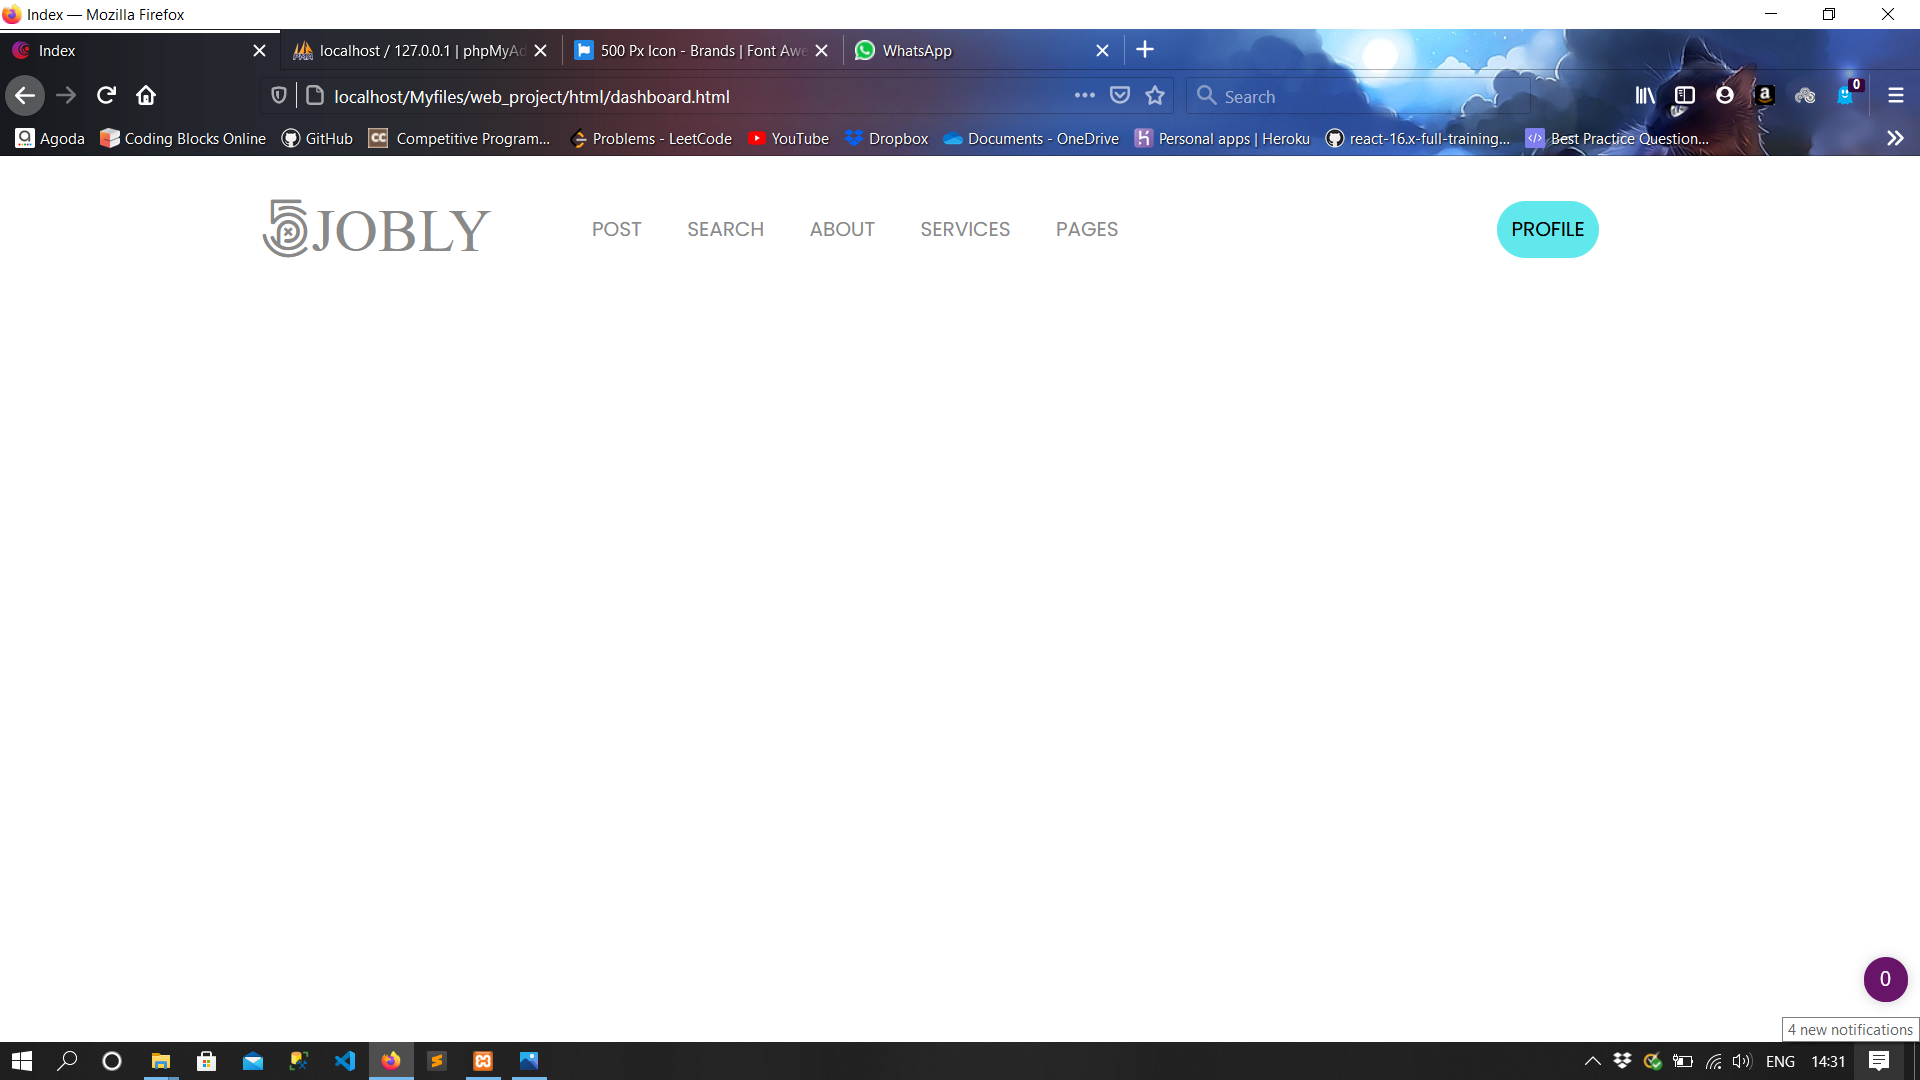 Index — Mozilla Firefox
Index
localhost / 127.0.0.1 | phpMyAd
500 Px Icon - Brands | Font Awe
WhatsApp
localhost/Myfiles/web_project/html/dashboard.html
Search
0
Agoda
Coding Blocks Online
GitHub
CC
Competitive Program...
Problems - LeetCode
YouTube
Dropbox
Documents - OneDrive
Personal apps | Heroku
react-16.x-full-training...
Best Practice Question...
5JOBLY
POST
SEARCH
ABOUT
SERVICES
PAGES
PROFILE
0
4 new notifications
ENG
14:31